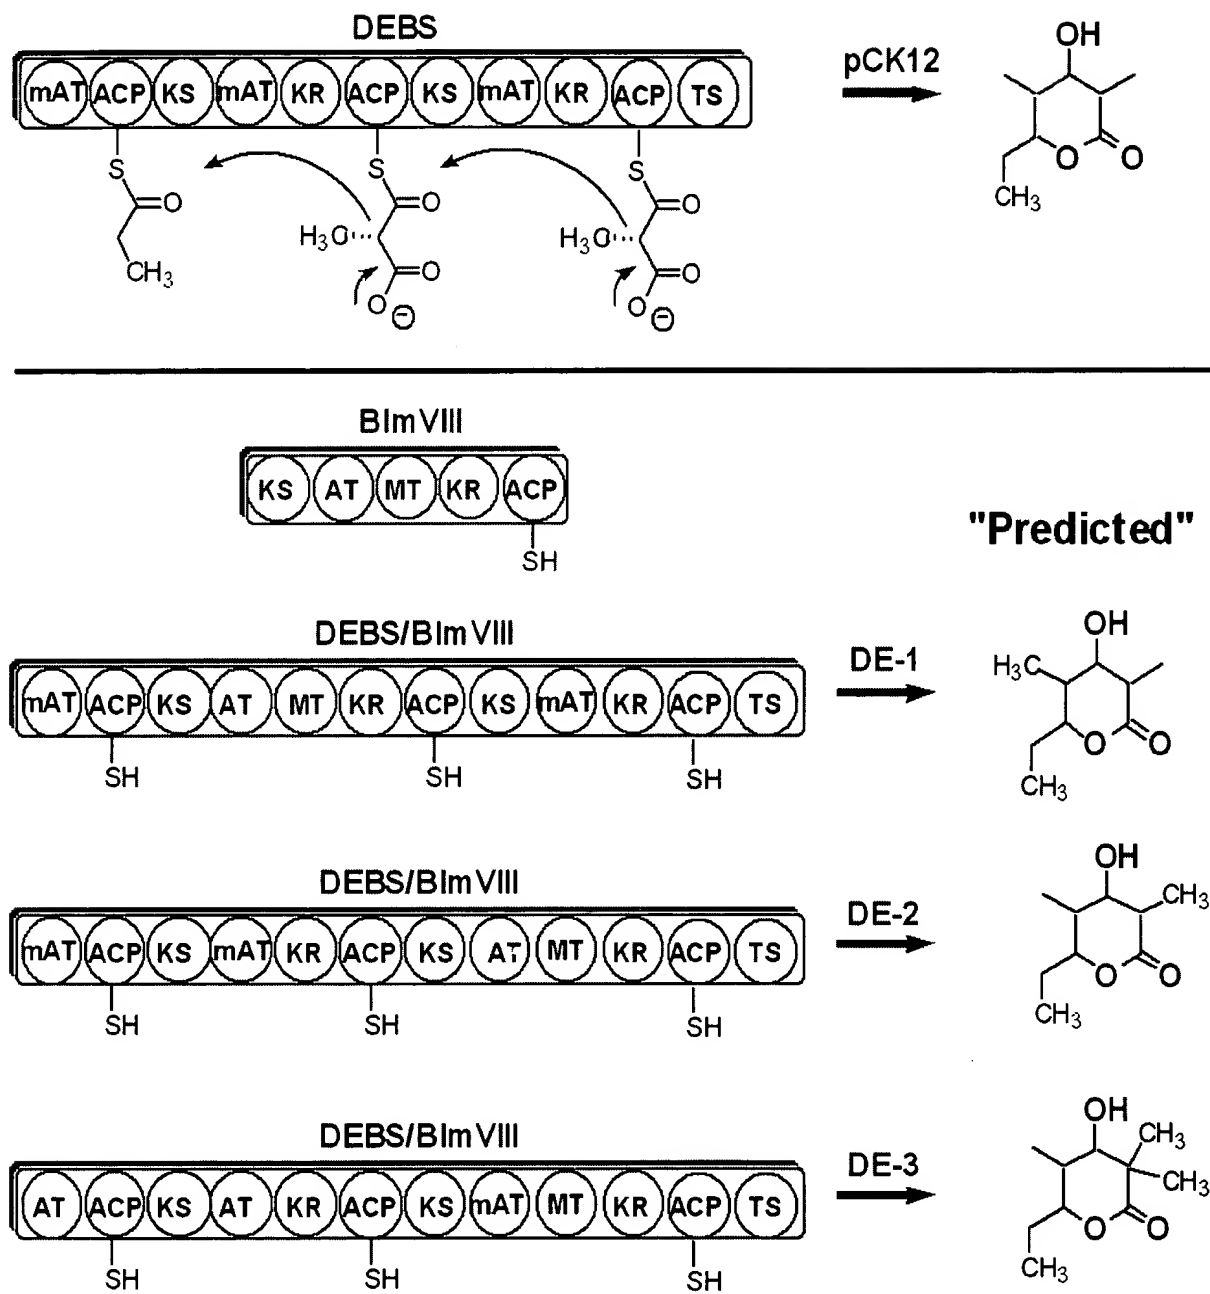 DEBS
mAT ACP KS mAT KR ACP KS mAT KR ACP TS
pCK12
OH
O
O
CH3
S
O
CH3
S
O
H3C
O
O
S
O
H3C
O
O
BlmVIII
KS AT MT KR ACP
SH
"Predicted"
DEBS/BlmVIII
mAT ACP KS AT MT KR ACP KS mAT KR ACP TS
SH SH SH
DE-1
OH
H3C
O
O
CH3
DEBS/BlmVIII
mAT ACP KS mAT KR ACP KS AT MT KR ACP TS
SH SH SH
DE-2
OH
CH3
O
O
CH3
DEBS/BlmVIII
AT ACP KS AT KR ACP KS mAT MT KR ACP TS
SH SH SH
DE-3
OH
CH3
CH3
O
O
CH3